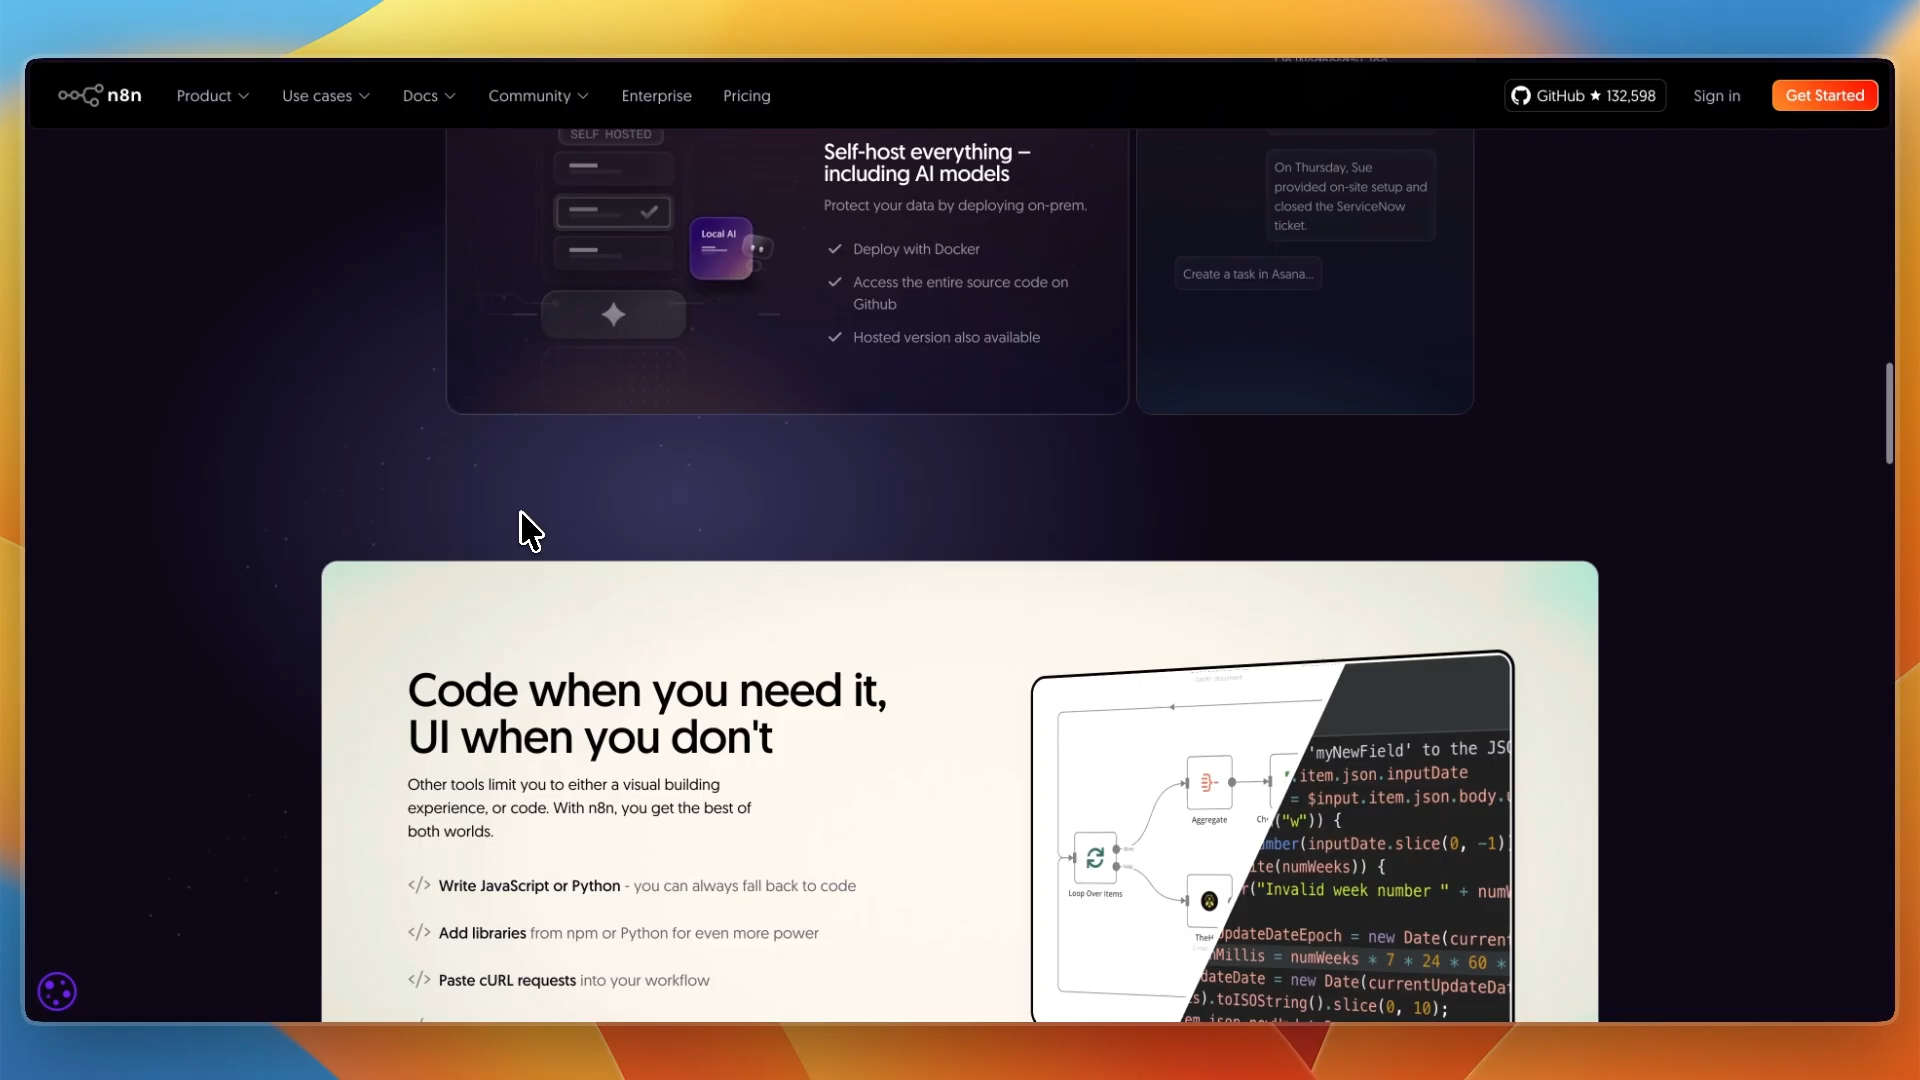 n8n
Product
Use cases
Docs
Community
Enterprise
Pricing
GitHub ★ 132,598
Sign in
Get Started
SELF HOSTED
Local AI
Self-host everything –
including AI models
Protect your data by deploying on-prem.
Deploy with Docker
Access the entire source code on
Github
Hosted version also available
On Thursday, Sue
provided on-site setup and
closed the ServiceNow
ticket.
Create a task in Asana...
Code when you need it,
UI when you don't
Other tools limit you to either a visual building
experience, or code. With n8n, you get the best of
both worlds.
</> Write JavaScript or Python - you can always fall back to code
</> Add libraries from npm or Python for even more power
</> Paste cURL requests into your workflow
Aggregate
Loop Over Items
'myNewField' to the JSO
.item.json.inputDate
= $input.item.json.body.
("w")) {
mber(inputDate.slice(0, -1))
ite(numWeeks)) {
r("Invalid week number " + numW
UpdateDateEpoch = new Date(current
Millis = numWeeks * 7 * 24 * 60 *
dateDate = new Date(currentUpdateDa
s).toISOString().slice(0, 10);